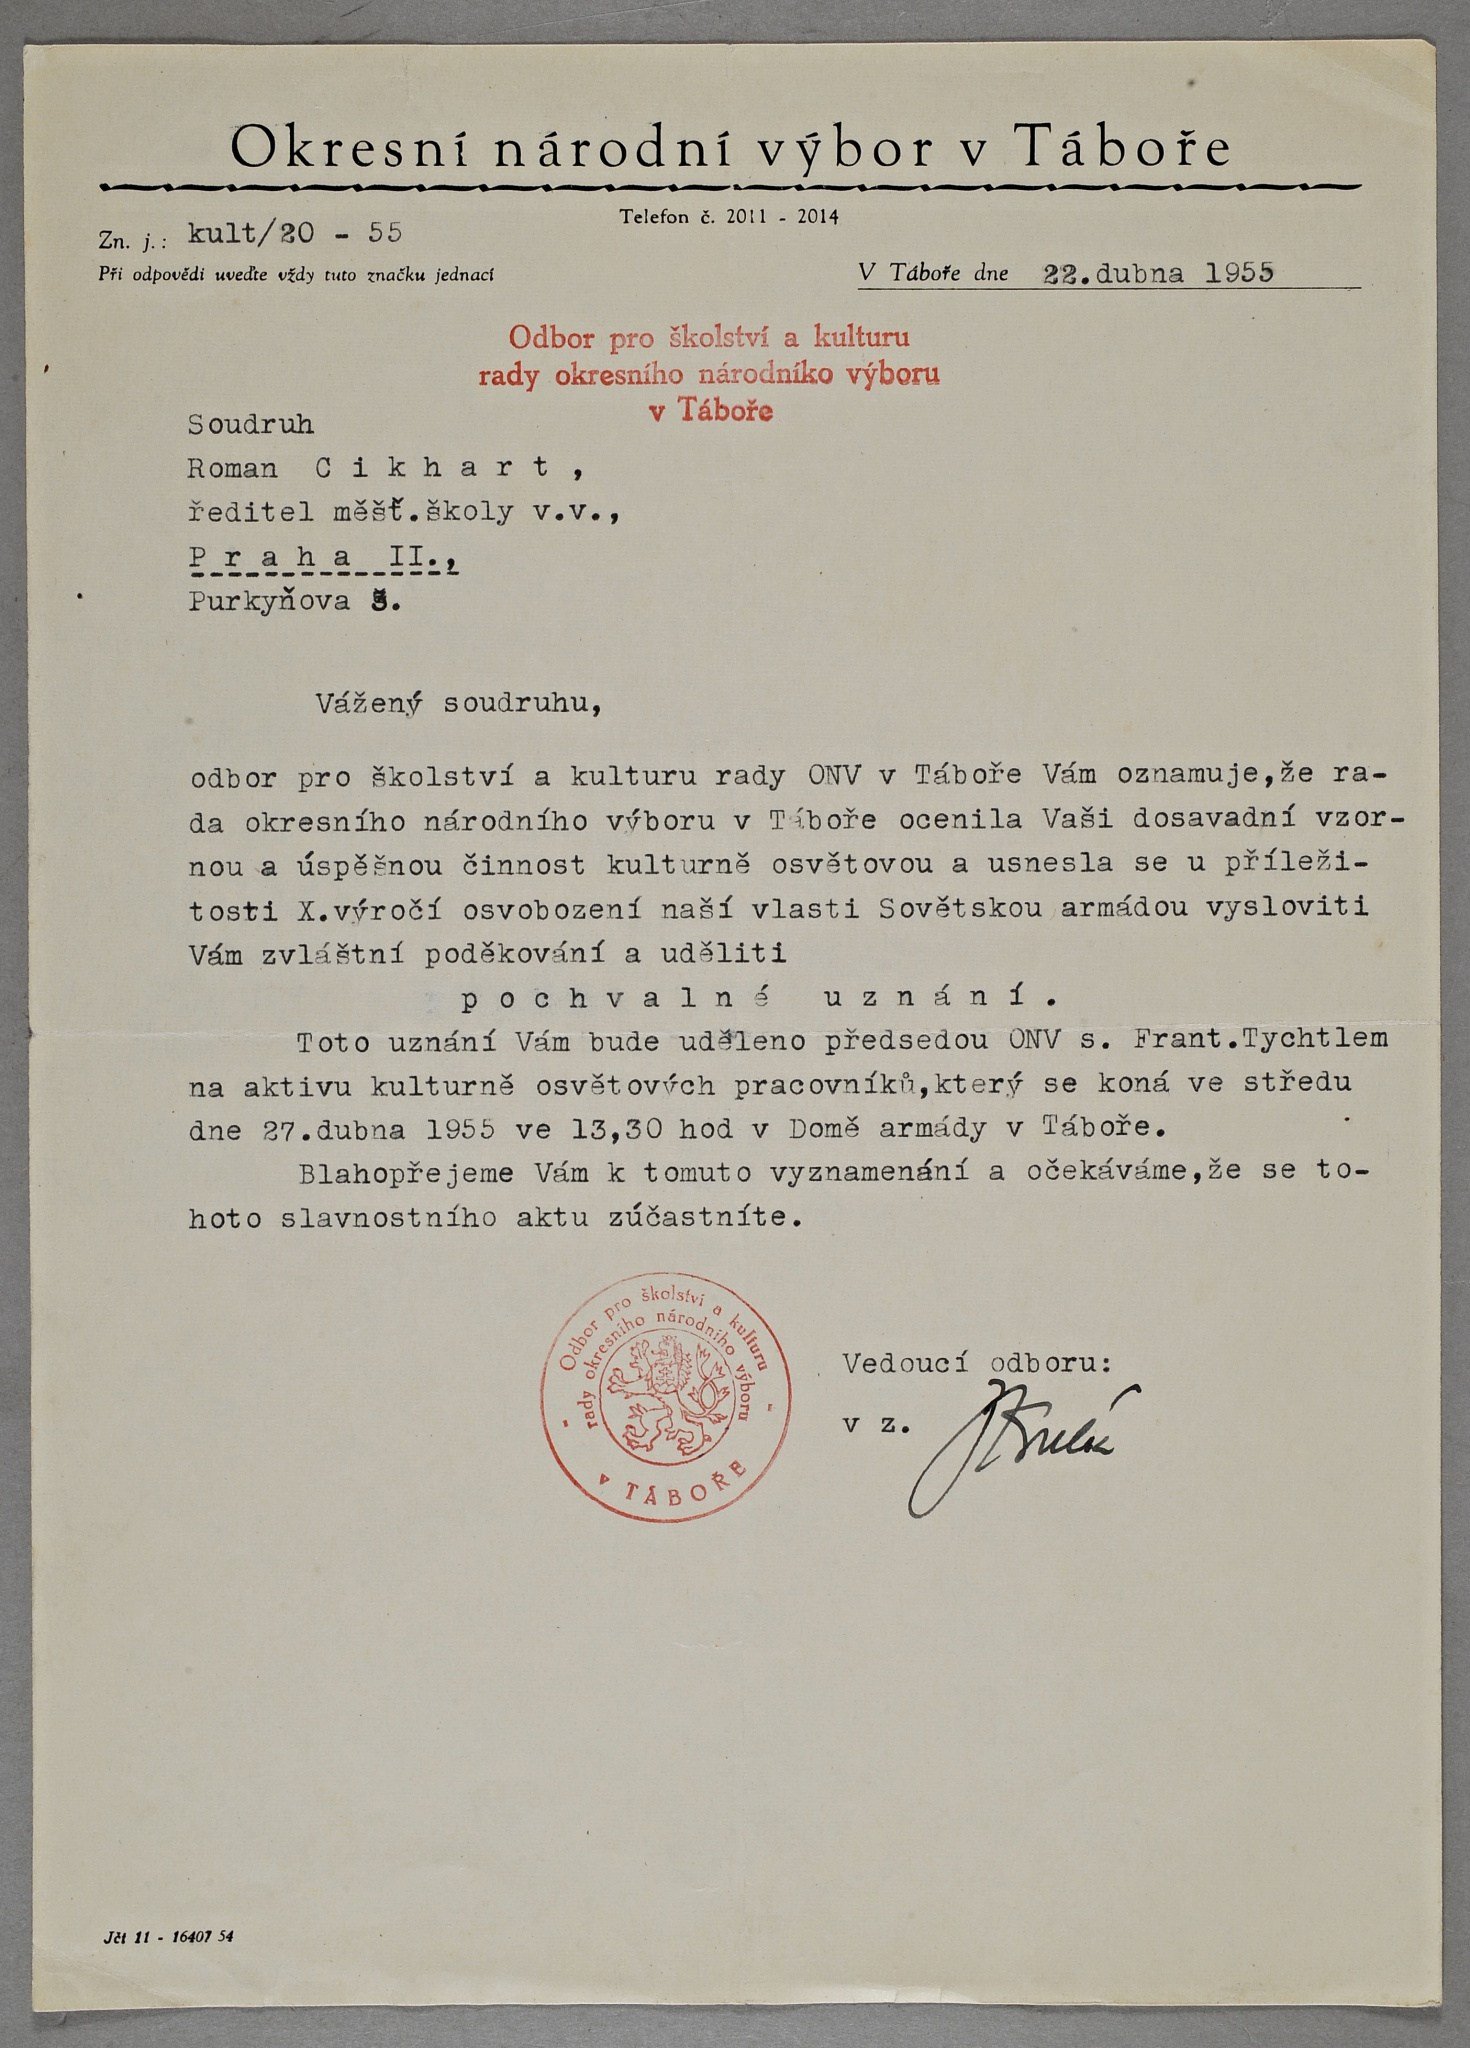 Okresní národní výbor v Táboře
Telefon č. 2011 - 2014
Zn. j.: kult/20 - 55
Při odpovědi uveďte vždy tuto značku jednací
V Táboře dne 22.dubna 1955
Odbor pro školství a kulturu
rady okresního národníko výboru
v Táboře
Soudruh
Roman C i k h a r t ,
ředitel měšť.školy v.v.,
P r a h a II.,
Purkyňova
Vážený soudruhu,
odbor pro školství a kulturu rady ONV v Táboře Vám oznamuje,že ra-
da okresního národního výboru v Táboře ocenila Vaši dosavadní vzor-
nou a úspěšnou činnost kulturně osvětovou a usnesla se u příleži-
tosti X.výročí osvobození naší vlasti Sovětskou armádou vysloviti
Vám zvláštní poděkování a uděliti
p o c h v a l n é u z n á n í .
Toto uznání Vám bude uděleno předsedou ONV s. Frant.Tychtlem
na aktivu kulturně osvětových pracovníků,který se koná ve středu
dne 27.dubna 1955 ve 13,30 hod v Domě armády v Táboře.
Blahopřejeme Vám k tomuto vyznamenání a očekáváme,že se to-
hoto slavnostního aktu zúčastníte.
Odbor pro školství a kulturu
rady okresního národního výboru
v TÁBOŘE
Vedoucí odboru:
v z.
Jčt 11 - 16407 54